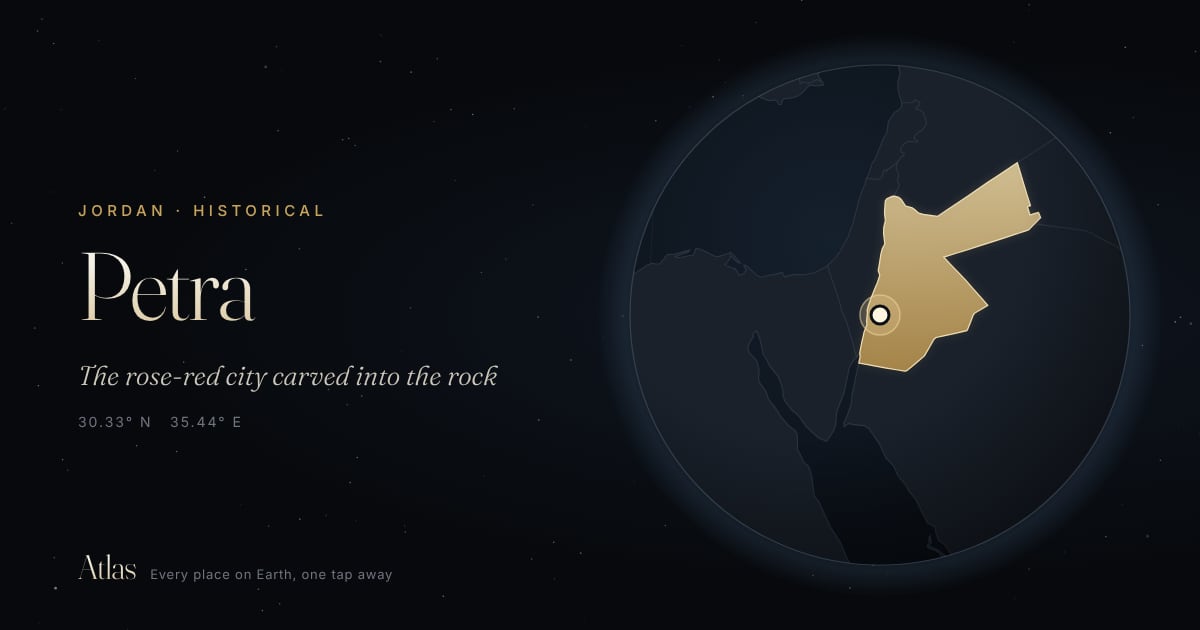 JORDAN · HISTORICAL
Petra
The rose-red city carved into the rock
30.33° N 35.44° E
Atlas Every place on Earth, one tap away